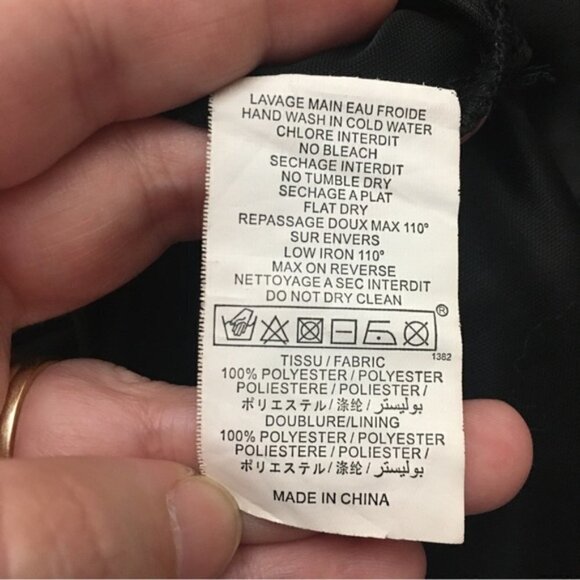 LAVAGE MAIN EAU FROIDE
HAND WASH IN COLD WATER
CHLORE INTERDIT
NO BLEACH
SECHAGE INTERDIT
NO TUMBLE DRY
SECHAGE A PLAT
FLAT DRY
REPASSAGE DOUX MAX 110°
SUR ENVERS
LOW IRON 110°
MAX ON REVERSE
NETTOYAGE A SEC INTERDIT
DO NOT DRY CLEAN
®
1382
TISSU / FABRIC
100% POLYESTER / POLYESTER
POLIESTERE / POLIESTER /
ポリエステル / 涤纶 / بوليستر
DOUBLURE/LINING
100% POLYESTER / POLYESTER
POLIESTERE / POLIESTER /
ポリエステル / 涤纶 / بوليستر
MADE IN CHINA